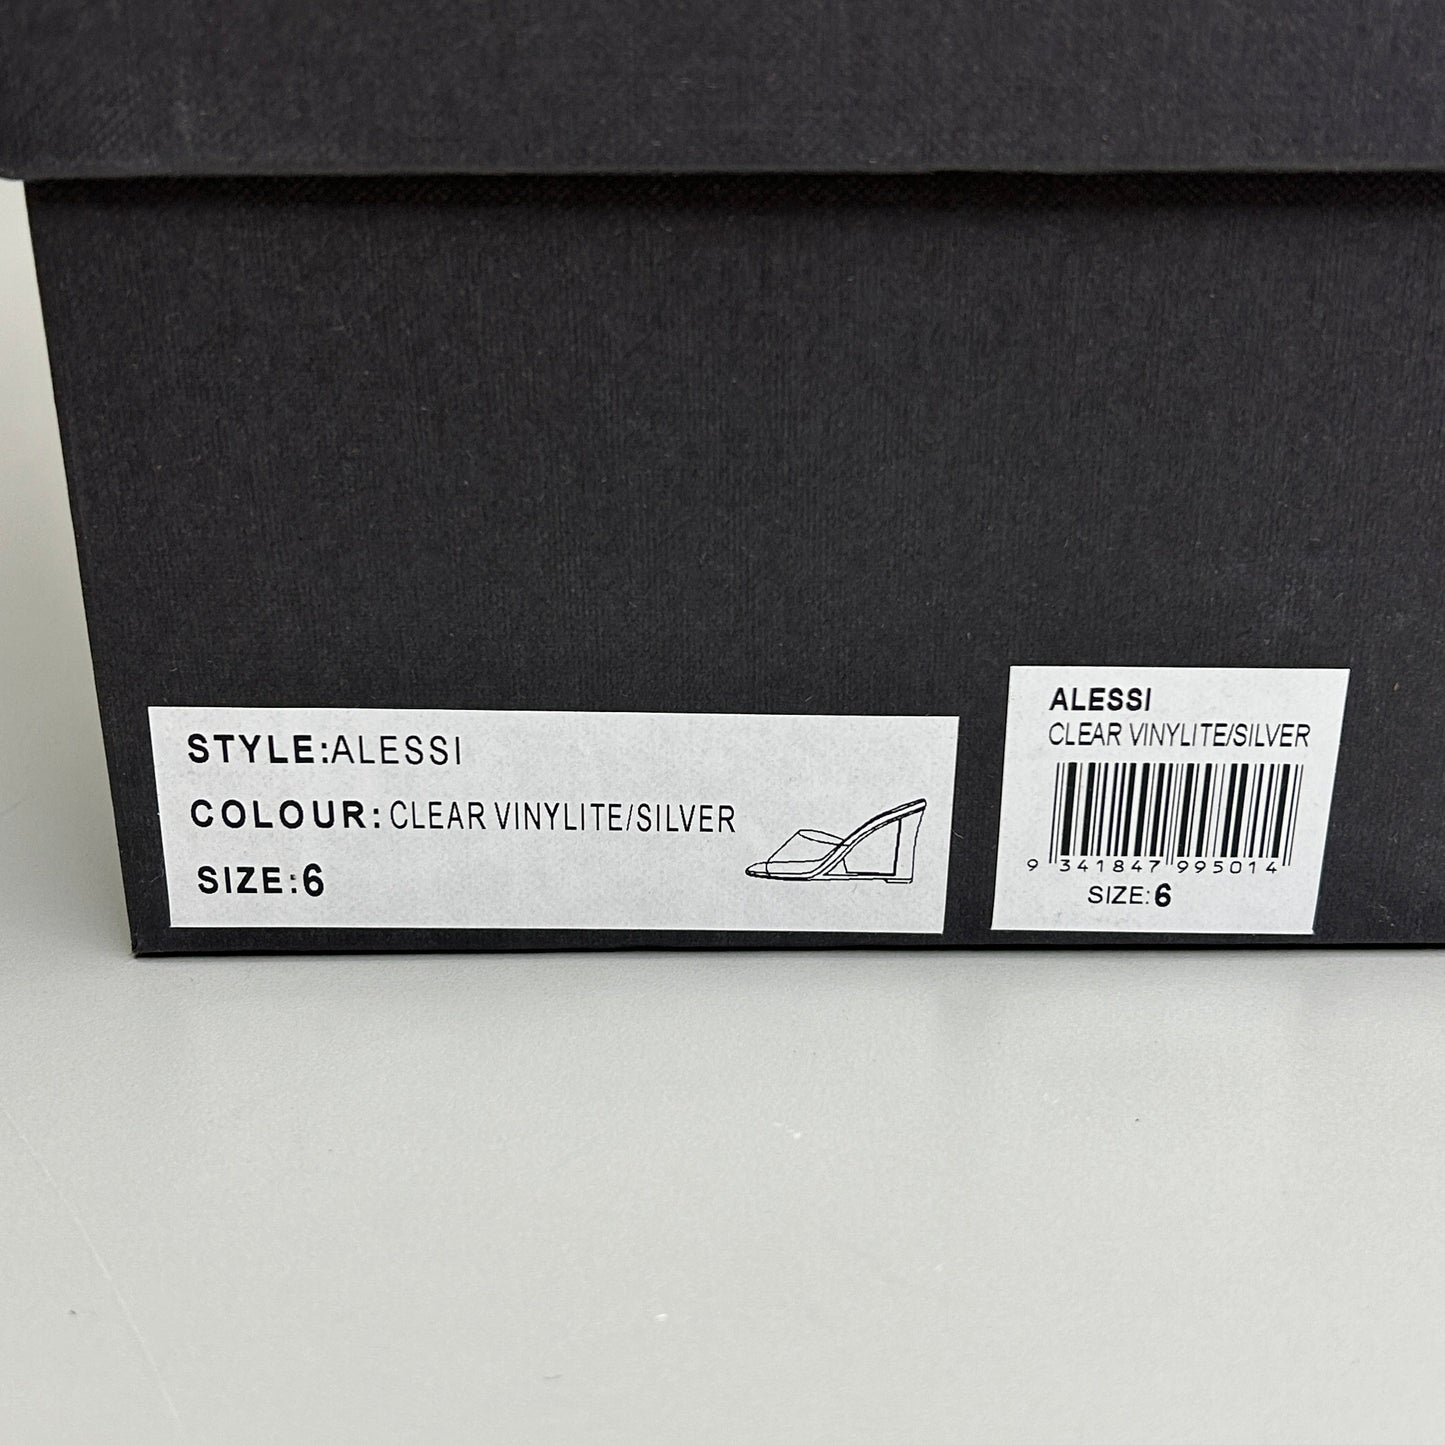 STYLE:ALESSI
COLOUR: CLEAR VINYLITE/SILVER
SIZE:6
ALESSI
CLEAR VINYLITE/SILVER
9 341847 995014
SIZE: 6